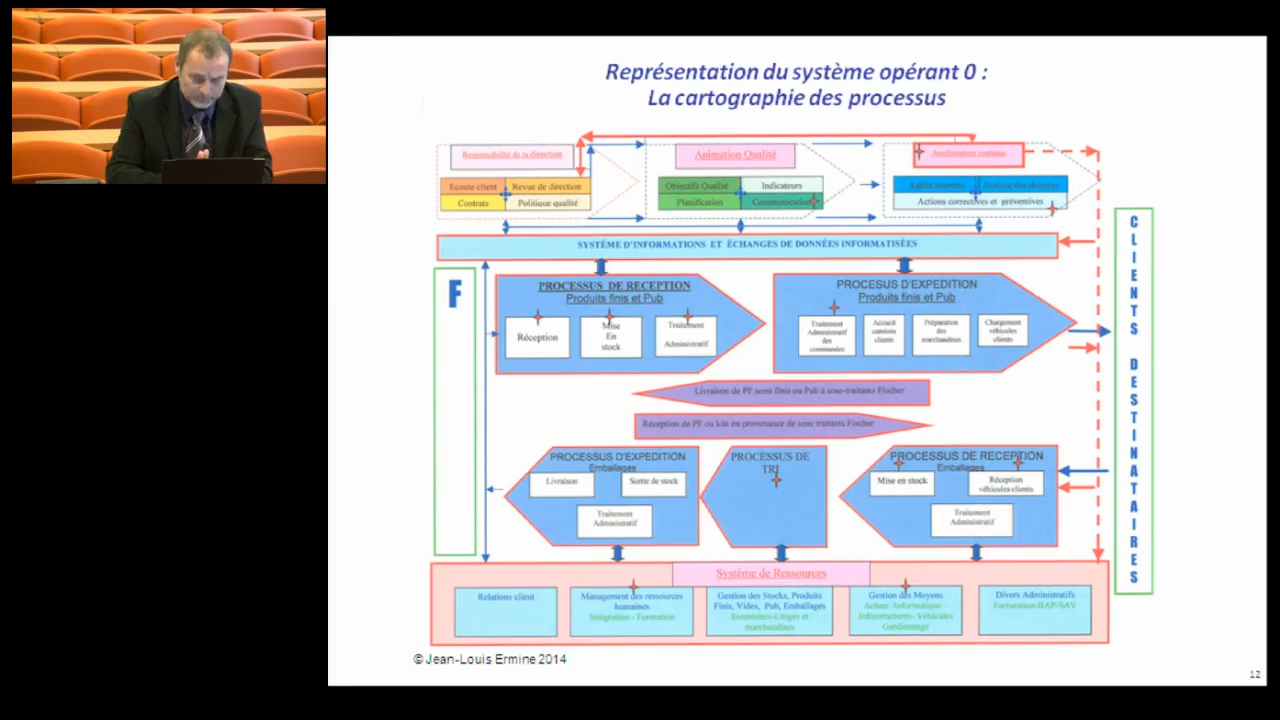 Représentation du système opérant 0 :
La cartographie des processus
Responsabilité de la direction
Animation Qualité
Amélioration continue
Ecoute client
Revue de direction
Contrats
Politique qualité
Objectifs Qualité
Indicateurs
Planification
Communication
Audits internes
Analyse des données
Actions correctives et préventives
SYSTÈME D'INFORMATIONS ET ÉCHANGES DE DONNÉES INFORMATISÉES
F
PROCESSUS DE RECEPTION
Produits finis et Pub
Réception
Mise
En
stock
Traitement
Administratif
PROCESUS D'EXPEDITION
Produits finis et Pub
Traitement
Administratif
des
commandes
Accueil
camions
clients
Préparation
des
marchandises
Chargement
véhicules
clients
CLIENTS DESTINATAIRES
Livraison de PF semi finis ou Pub à sous-traitants Fischer
Réception de PF ou kits en provenance de sous traitants Fischer
PROCESSUS D'EXPEDITION
Emballages
Livraison
Sortie de stock
Traitement
Administratif
PROCESSUS DE
TRI
PROCESSUS DE RECEPTION
Emballages
Mise en stock
Réception
véhicules clients
Traitement
Administratif
Système de Ressources
Relations client
Management des ressources
humaines
Intégration - Formation
Gestion des Stocks, Produits
Finis, Vides, Pub, Emballages
Inventaires-Litiges et
marchandises
Gestion des Moyens
Achats -Informatique-
Infrastructures- Véhicules
Gardiennage
Divers Administratifs
Facturation-BAP-SAV
© Jean-Louis Ermine 2014
12